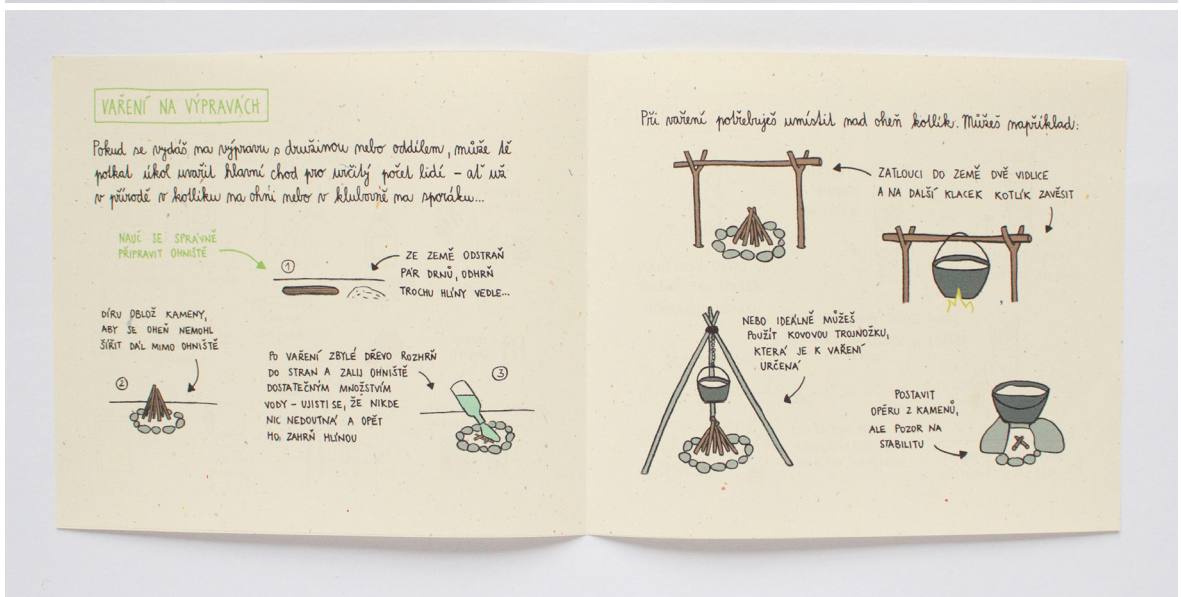 VAŘENÍ NA VÝPRAVÁCH
Pokud se vydáš na výpravu s družinou nebo oddílem, může tě
potkat úkol uvařit hlavní chod pro určitý počet lidí – ať už
v přírodě v kotlíku na ohni nebo v klubovně na sporáku...
NAUČ SE SPRÁVNĚ
PŘIPRAVIT OHNIŠTĚ
1
ZE ZEMĚ ODSTRAŇ
PÁR DRNŮ, ODHRŇ
TROCHU HLÍNY VEDLE...
DÍRU OBLOŽ KAMENY,
ABY SE OHEŇ NEMOHL
ŠÍŘIT DÁL MIMO OHNIŠTĚ
2
PO VAŘENÍ ZBYLÉ DŘEVO ROZHRŇ
DO STRAN A ZALIJ OHNIŠTĚ
DOSTATEČNÝM MNOŽSTVÍM
VODY – UJISTI SE, ŽE NIKDE
NIC NEDOUTNÁ A OPĚT
HO ZAHRŇ HLÍNOU
3
Při vaření potřebuješ umístit nad oheň kotlík. Můžeš například:
ZATLOUCI DO ZEMĚ DVĚ VIDLICE
A NA DALŠÍ KLACEK KOTLÍK ZAVĚSIT
NEBO IDEÁLNĚ MŮŽEŠ
POUŽÍT KOVOVOU TROJNOŽKU,
KTERÁ JE K VAŘENÍ
URČENÁ
POSTAVIT
OPĚRU Z KAMENŮ,
ALE POZOR NA
STABILITU